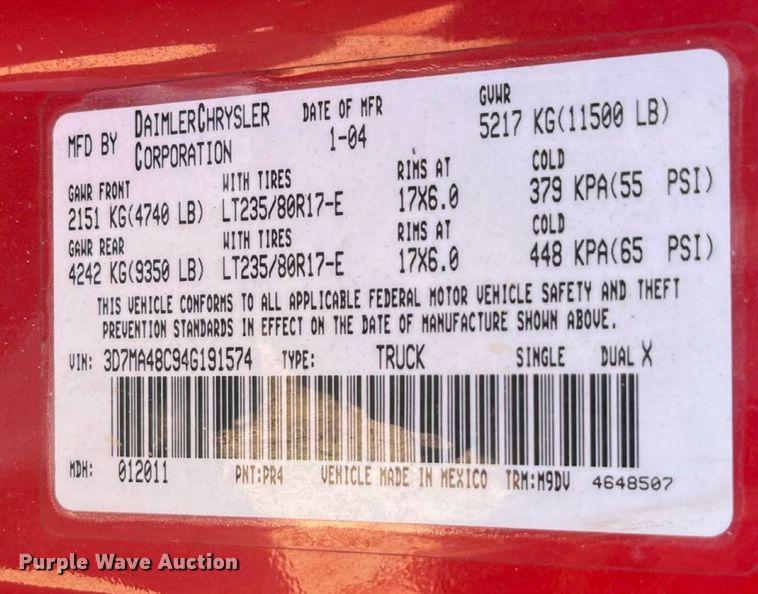 MFD BY DAIMLERCHRYSLER CORPORATION
DATE OF MFR 1-04
GVWR 5217 KG(11500 LB)
GAWR FRONT WITH TIRES RIMS AT COLD
2151 KG(4740 LB) LT235/80R17-E 17X6.0 379 KPA(55 PSI)
GAWR REAR WITH TIRES RIMS AT COLD
4242 KG(9350 LB) LT235/80R17-E 17X6.0 448 KPA(65 PSI)
THIS VEHICLE CONFORMS TO ALL APPLICABLE FEDERAL MOTOR VEHICLE SAFETY AND THEFT
PREVENTION STANDARDS IN EFFECT ON THE DATE OF MANUFACTURE SHOWN ABOVE.
VIN: 3D7MA48C94G191574 TYPE: TRUCK SINGLE DUAL X
MDH: 012011 PNT:PR4 VEHICLE MADE IN MEXICO TRM:M9DV 4648507
Purple Wave Auction